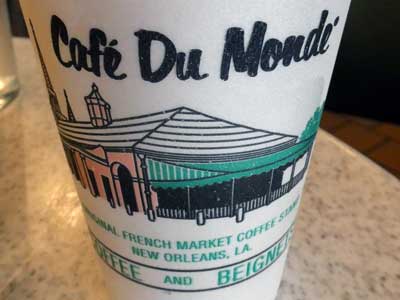 Café Du Monde
ORIGINAL FRENCH MARKET COFFEE STAND
NEW ORLEANS, LA.
COFFEE AND BEIGNETS